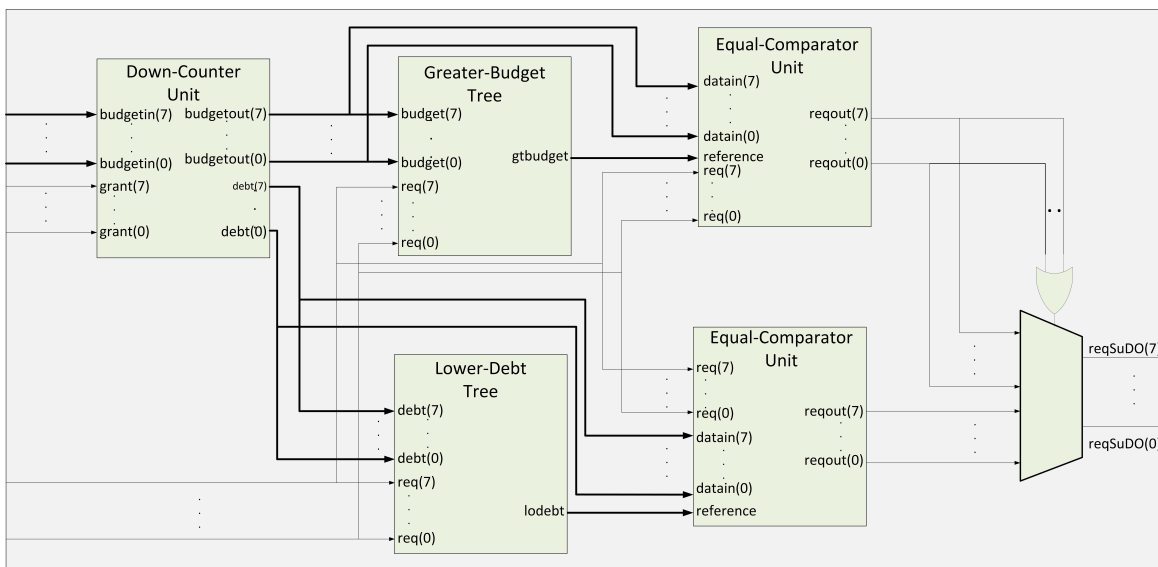 Down-Counter
Unit
budgetin(7) budgetout(7)
budgetin(0) budgetout(0)
grant(7) debt(7)
grant(0) debt(0)
Greater-Budget
Tree
budget(7)
budget(0)
gtbudget
req(7)
req(0)
Equal-Comparator
Unit
datain(7)
reqout(7)
datain(0)
reference
reqout(0)
req(7)
req(0)
Lower-Debt
Tree
debt(7)
debt(0)
req(7)
lodebt
req(0)
Equal-Comparator
Unit
req(7)
req(0)
reqout(7)
datain(7)
reqout(0)
datain(0)
reference
reqSuDO(7)
reqSuDO(0)